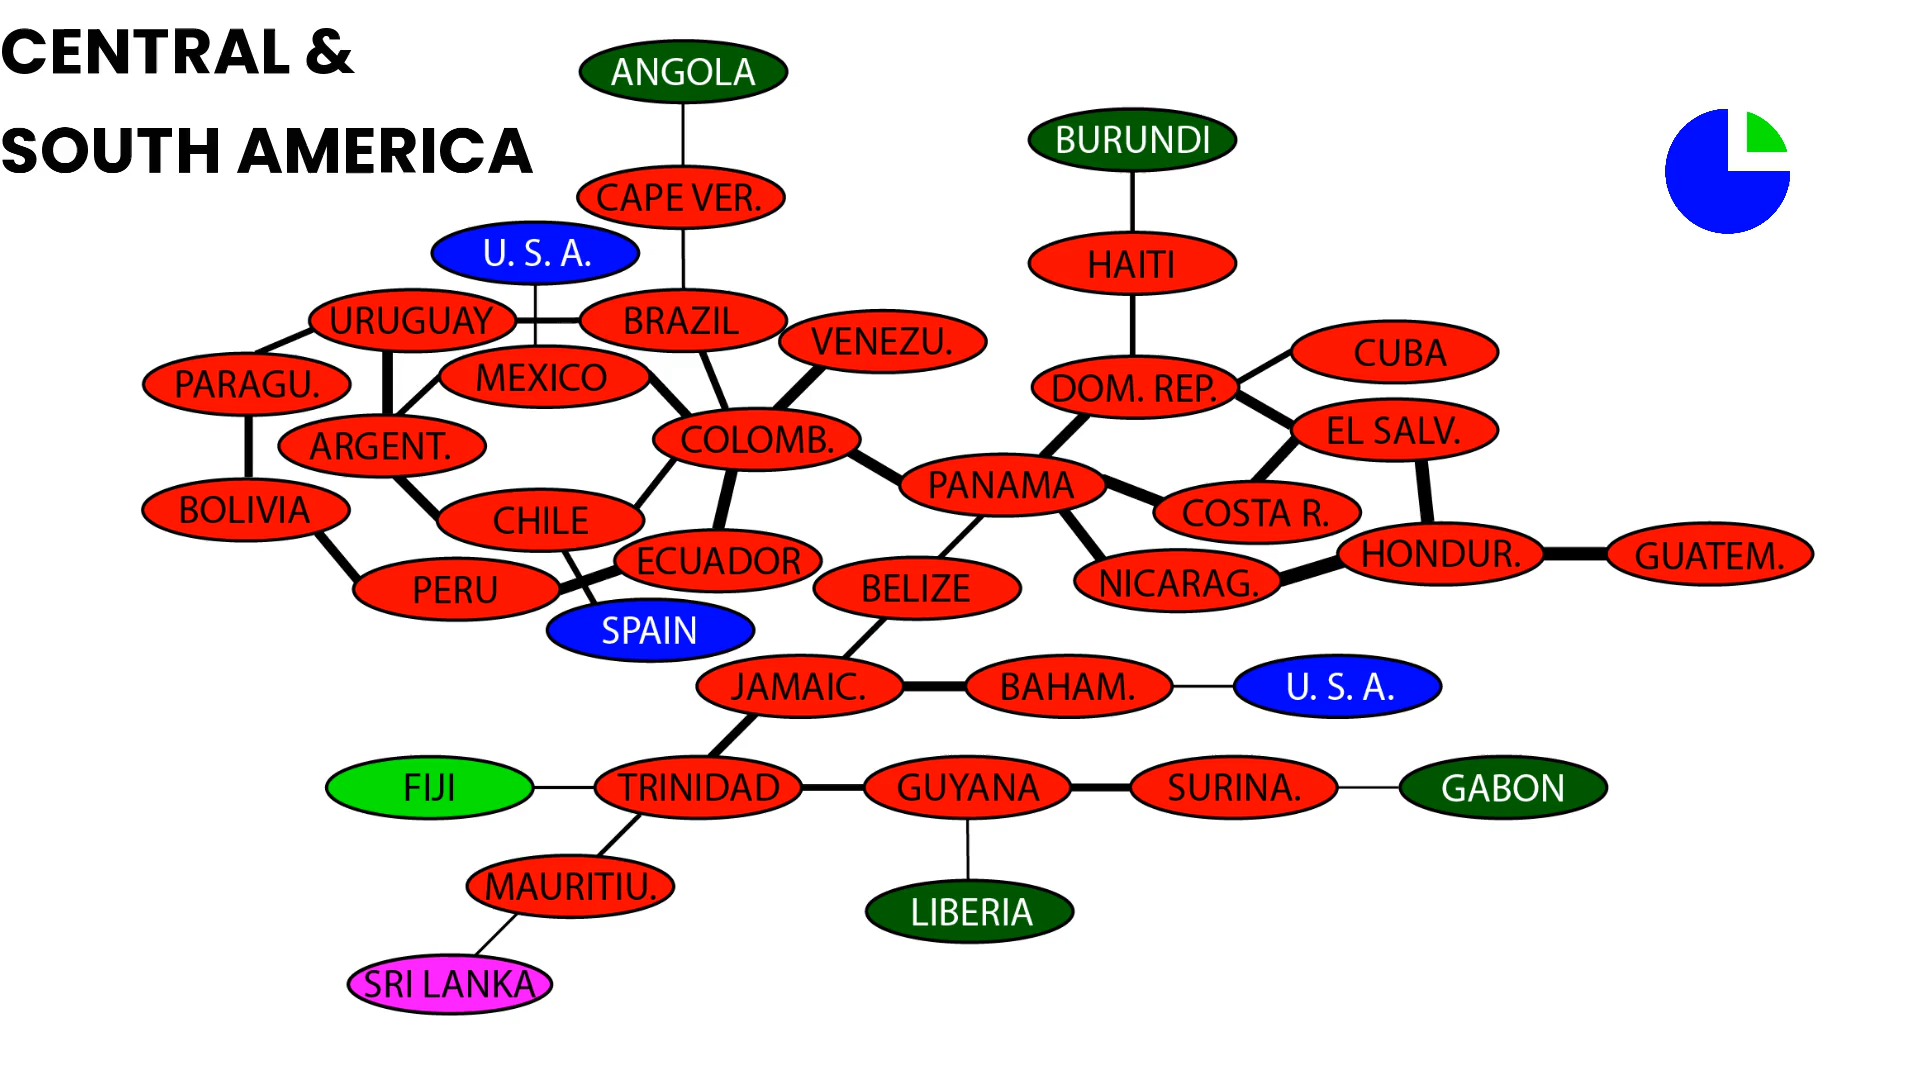 CENTRAL &
SOUTH AMERICA
ANGOLA
BURUNDI
CAPE VER.
U. S. A.
HAITI
URUGUAY
BRAZIL
VENEZU.
CUBA
PARAGU.
MEXICO
DOM. REP.
ARGENT.
COLOMB.
EL SALV.
BOLIVIA
CHILE
PANAMA
COSTA R.
PERU
ECUADOR
BELIZE
NICARAG.
HONDUR.
GUATEM.
SPAIN
JAMAIC.
BAHAM.
U. S. A.
FIJI
TRINIDAD
GUYANA
SURINA.
GABON
MAURITIU.
LIBERIA
SRI LANKA